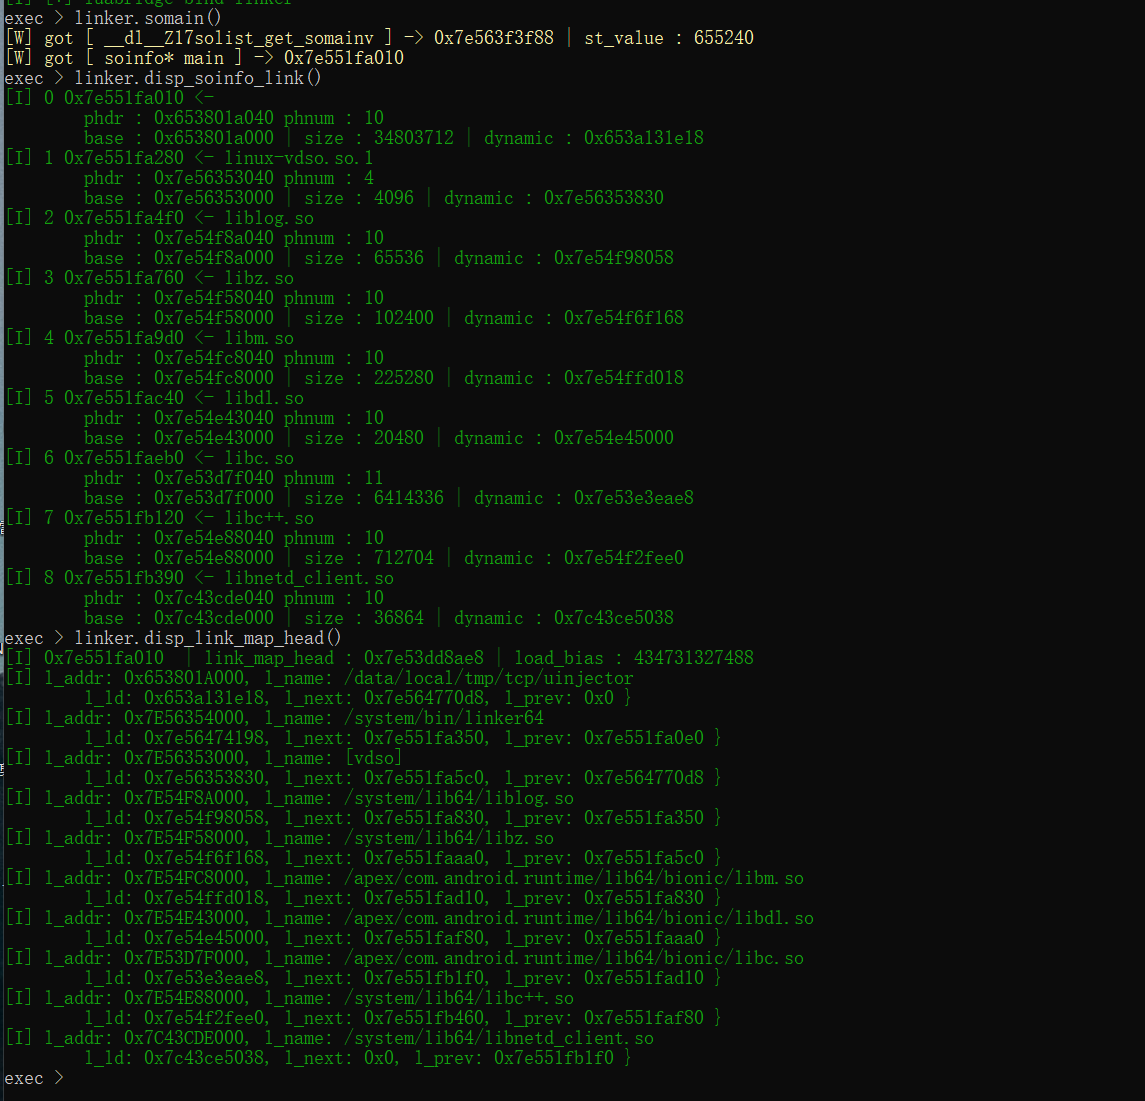 exec > linker.somain()
[W] got [ __dl__Z17solist_get_somainv ] -> 0x7e563f3f88 | st_value : 655240
[W] got [ soinfo* main ] -> 0x7e551fa010
exec > linker.disp_soinfo_link()
[I] 0 0x7e551fa010 <-
phdr : 0x653801a040 phnum : 10
base : 0x653801a000 | size : 34803712 | dynamic : 0x653a131e18
[I] 1 0x7e551fa280 <- linux-vdso.so.1
phdr : 0x7e56353040 phnum : 4
base : 0x7e56353000 | size : 4096 | dynamic : 0x7e56353830
[I] 2 0x7e551fa4f0 <- liblog.so
phdr : 0x7e54f8a040 phnum : 10
base : 0x7e54f8a000 | size : 65536 | dynamic : 0x7e54f98058
[I] 3 0x7e551fa760 <- libz.so
phdr : 0x7e54f58040 phnum : 10
base : 0x7e54f58000 | size : 102400 | dynamic : 0x7e54f6f168
[I] 4 0x7e551fa9d0 <- libm.so
phdr : 0x7e54fc8040 phnum : 10
base : 0x7e54fc8000 | size : 225280 | dynamic : 0x7e54ffd018
[I] 5 0x7e551fac40 <- libdl.so
phdr : 0x7e54e43040 phnum : 10
base : 0x7e54e43000 | size : 20480 | dynamic : 0x7e54e45000
[I] 6 0x7e551faeb0 <- libc.so
phdr : 0x7e53d7f040 phnum : 11
base : 0x7e53d7f000 | size : 6414336 | dynamic : 0x7e53e3eae8
[I] 7 0x7e551fb120 <- libc++.so
phdr : 0x7e54e88040 phnum : 10
base : 0x7e54e88000 | size : 712704 | dynamic : 0x7e54f2fee0
[I] 8 0x7e551fb390 <- libnetd_client.so
phdr : 0x7c43cde040 phnum : 10
base : 0x7c43cde000 | size : 36864 | dynamic : 0x7c43ce5038
exec > linker.disp_link_map_head()
[I] 0x7e551fa010 | link_map_head : 0x7e53dd8ae8 | load_bias : 434731327488
[I] l_addr: 0x653801A000, l_name: /data/local/tmp/tcp/uinjector
l_ld: 0x653a131e18, l_next: 0x7e564770d8, l_prev: 0x0 }
[I] l_addr: 0x7E56354000, l_name: /system/bin/linker64
l_ld: 0x7e56474198, l_next: 0x7e551fa350, l_prev: 0x7e551fa0e0 }
[I] l_addr: 0x7E56353000, l_name: [vdso]
l_ld: 0x7e56353830, l_next: 0x7e551fa5c0, l_prev: 0x7e564770d8 }
[I] l_addr: 0x7E54F8A000, l_name: /system/lib64/liblog.so
l_ld: 0x7e54f98058, l_next: 0x7e551fa830, l_prev: 0x7e551fa350 }
[I] l_addr: 0x7E54F58000, l_name: /system/lib64/libz.so
l_ld: 0x7e54f6f168, l_next: 0x7e551faaa0, l_prev: 0x7e551fa5c0 }
[I] l_addr: 0x7E54FC8000, l_name: /apex/com.android.runtime/lib64/bionic/libm.so
l_ld: 0x7e54ffd018, l_next: 0x7e551fad10, l_prev: 0x7e551fa830 }
[I] l_addr: 0x7E54E43000, l_name: /apex/com.android.runtime/lib64/bionic/libdl.so
l_ld: 0x7e54e45000, l_next: 0x7e551faf80, l_prev: 0x7e551faaa0 }
[I] l_addr: 0x7E53D7F000, l_name: /apex/com.android.runtime/lib64/bionic/libc.so
l_ld: 0x7e53e3eae8, l_next: 0x7e551fb1f0, l_prev: 0x7e551fad10 }
[I] l_addr: 0x7E54E88000, l_name: /system/lib64/libc++.so
l_ld: 0x7e54f2fee0, l_next: 0x7e551fb460, l_prev: 0x7e551faf80 }
[I] l_addr: 0x7C43CDE000, l_name: /system/lib64/libnetd_client.so
l_ld: 0x7c43ce5038, l_next: 0x0, l_prev: 0x7e551fb1f0 }
exec >